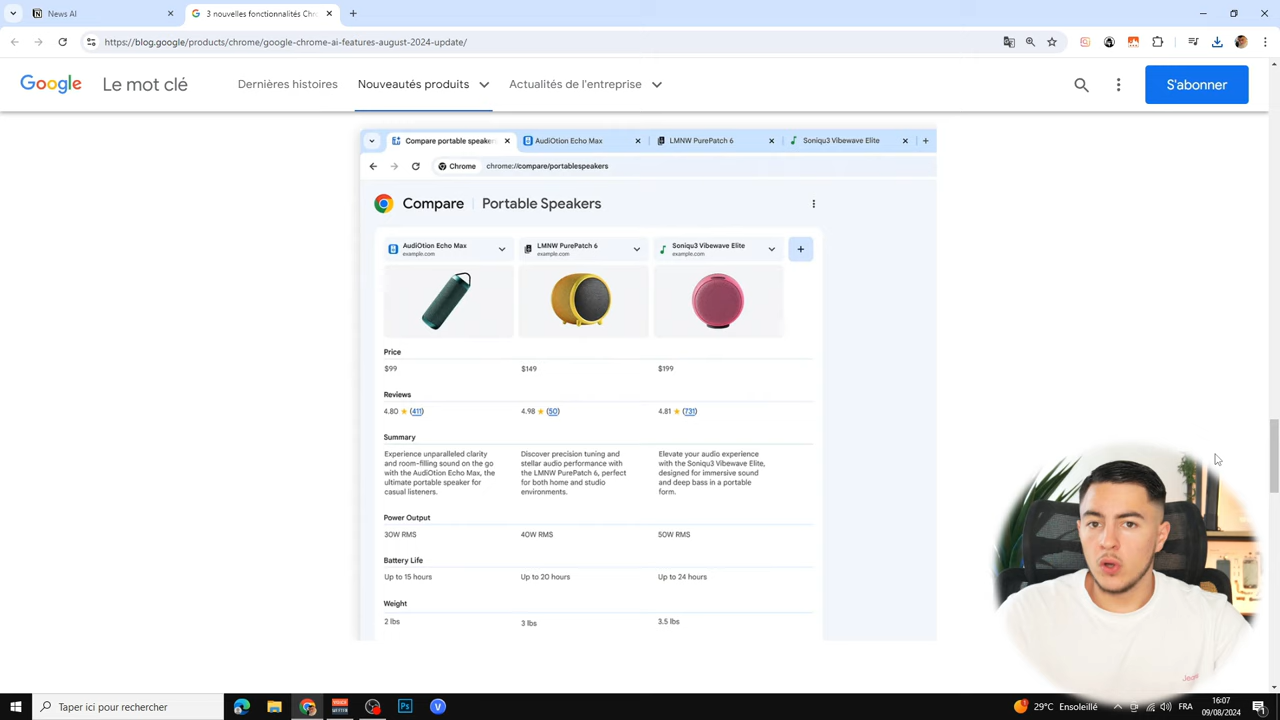 News AI
3 nouvelles fonctionnalités Chr
https://blog.google/products/chrome/google-chrome-ai-features-august-2024-update/
Google Le mot clé Dernières histoires Nouveautés produits Actualités de l'entreprise S'abonner
Compare portable speaker AudiOtion Echo Max LMNW PurePatch 6 Soniqu3 Vibewave Elite
Chrome chrome://compare/portablespeakers
Compare Portable Speakers
AudiOtion Echo Max LMNW PurePatch 6 Soniqu3 Vibewave Elite
example.com example.com example.com
Price
$99 $149 $199
Reviews
4.80 ★ (411) 4.98 ★ (50) 4.81 ★ (731)
Summary
Experience unparalleled clarity Discover precision tuning and Elevate your audio experience
and room-filling sound on the go stellar audio performance with with the Soniqu3 Vibewave Elite,
with the AudiOtion Echo Max, the the LMNW PurePatch 6, perfect designed for immersive sound
ultimate portable speaker for for both home and studio and deep bass in a portable
casual listeners. environments. form.
Power Output
30W RMS 40W RMS 50W RMS
Battery Life
Up to 15 hours Up to 20 hours Up to 24 hours
Weight
2 lbs 3 lbs 3.5 lbs
Taper ici pour rechercher
29°C Ensoleillé
FRA
16:07
09/08/2024